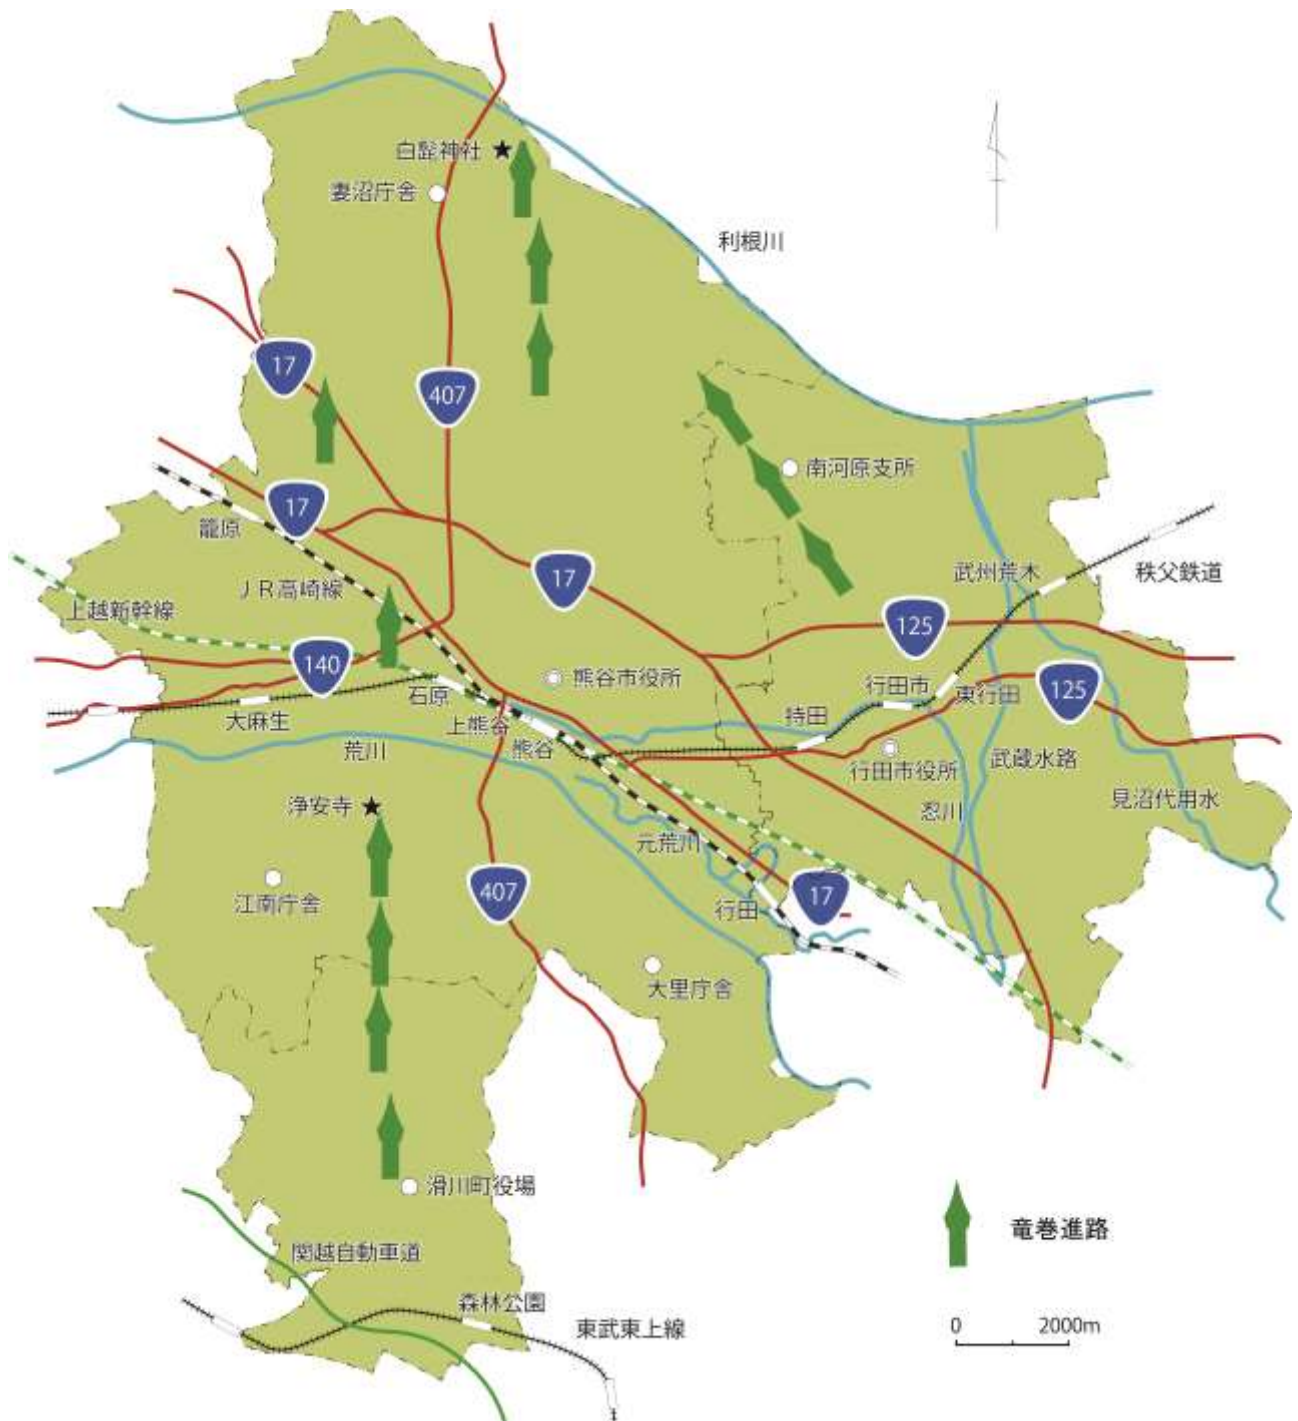 白髭神社
妻沼庁舎
利根川
17
407
南河原支所
17
籠原
武州荒木
秩父鉄道
17
JR高崎線
上越新幹線
125
140
熊谷市役所
行田市
東行田
125
石原
大麻生
上熊谷
持田
熊谷
荒川
行田市役所
武蔵水路
見沼代用水
浄安寺
忍川
元荒川
407
17
江南庁舎
行田
大里庁舎
滑川町役場
竜巻進路
関越自動車道
森林公園
東武東上線
0 2000m